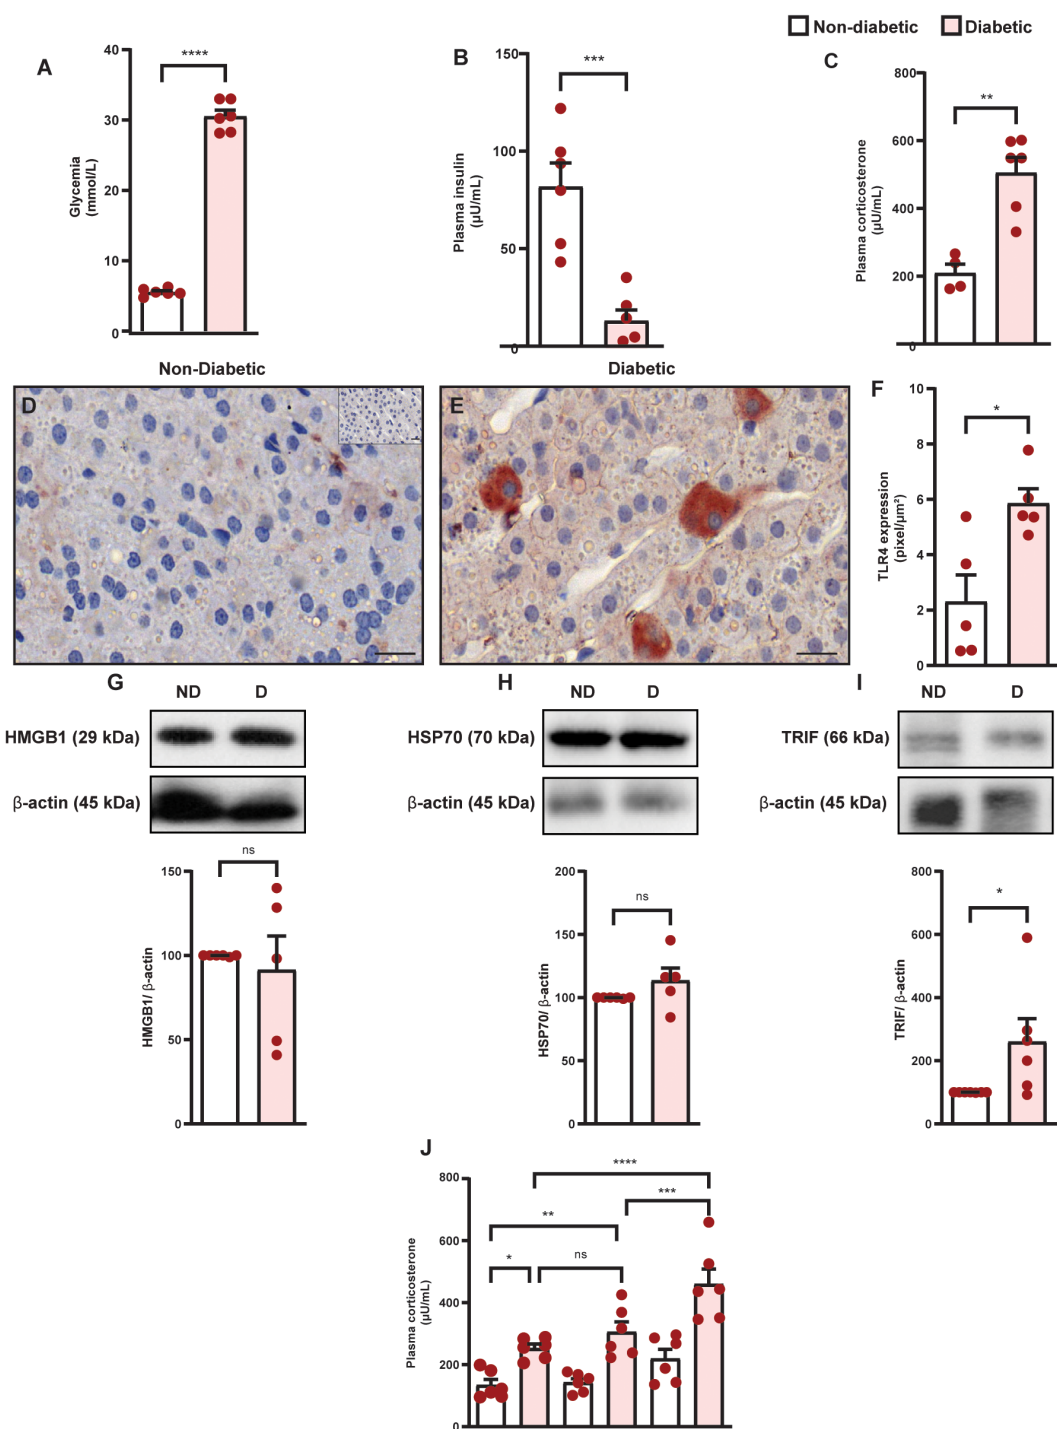 Non-diabetic Diabetic
A
40
30
20
10
0
Glycemia
(mmol/L)
****
B
150
100
50
0
Plasma insulin
(µU/mL)
***
C
800
600
400
200
0
Plasma corticosterone
(µU/mL)
**
Non-Diabetic
Diabetic
D
E
F
10
8
6
4
2
0
TLR4 expression
(pixel/µm²)
*
G
ND D
HMGB1 (29 kDa)
β-actin (45 kDa)
ns
150
100
50
0
HMGB1/ β-actin
H
ND D
HSP70 (70 kDa)
β-actin (45 kDa)
ns
200
150
100
50
0
HSP70/ β-actin
I
ND D
TRIF (66 kDa)
β-actin (45 kDa)
*
800
600
400
200
0
TRIF/ β-actin
J
800
600
400
200
0
Plasma corticosterone
(µU/mL)
****
***
**
*
ns